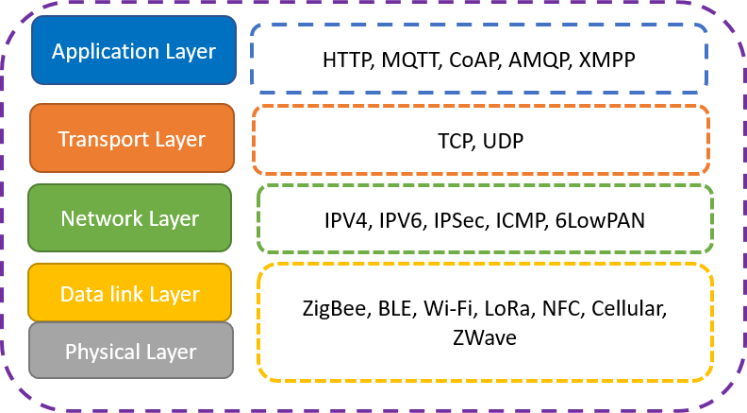 Application Layer
HTTP, MQTT, CoAP, AMQP, XMPP
Transport Layer
TCP, UDP
Network Layer
IPV4, IPV6, IPSec, ICMP, 6LowPAN
Data link Layer
Physical Layer
ZigBee, BLE, Wi-Fi, LoRa, NFC, Cellular,
ZWave